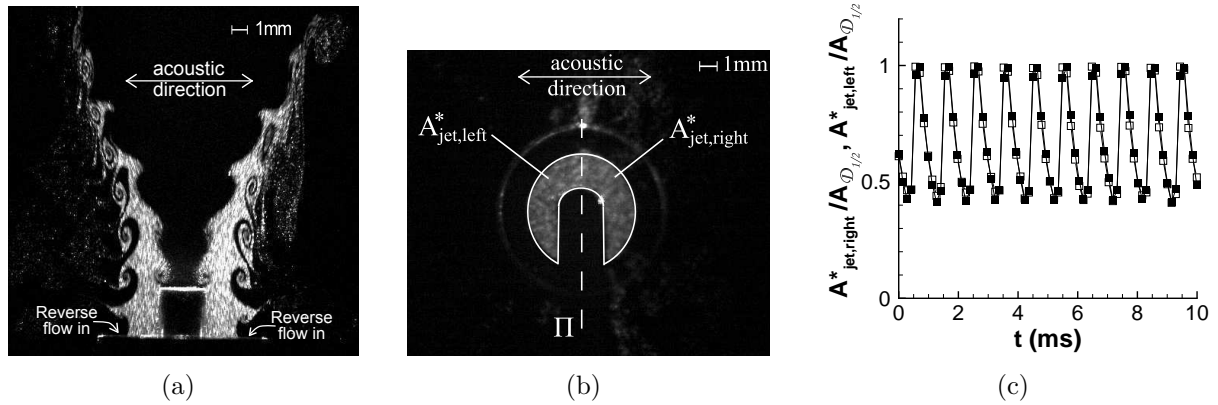 1mm
acoustic
direction
Reverse
flow in
Reverse
flow in
(a)
acoustic
direction
1mm
A*jet,left
A*jet,right
Π
(b)
A*jet,right /A𝒟1/2, A*jet,left /A𝒟1/2
1
0.5
0
0 2 4 6 8 10
t (ms)
(c)